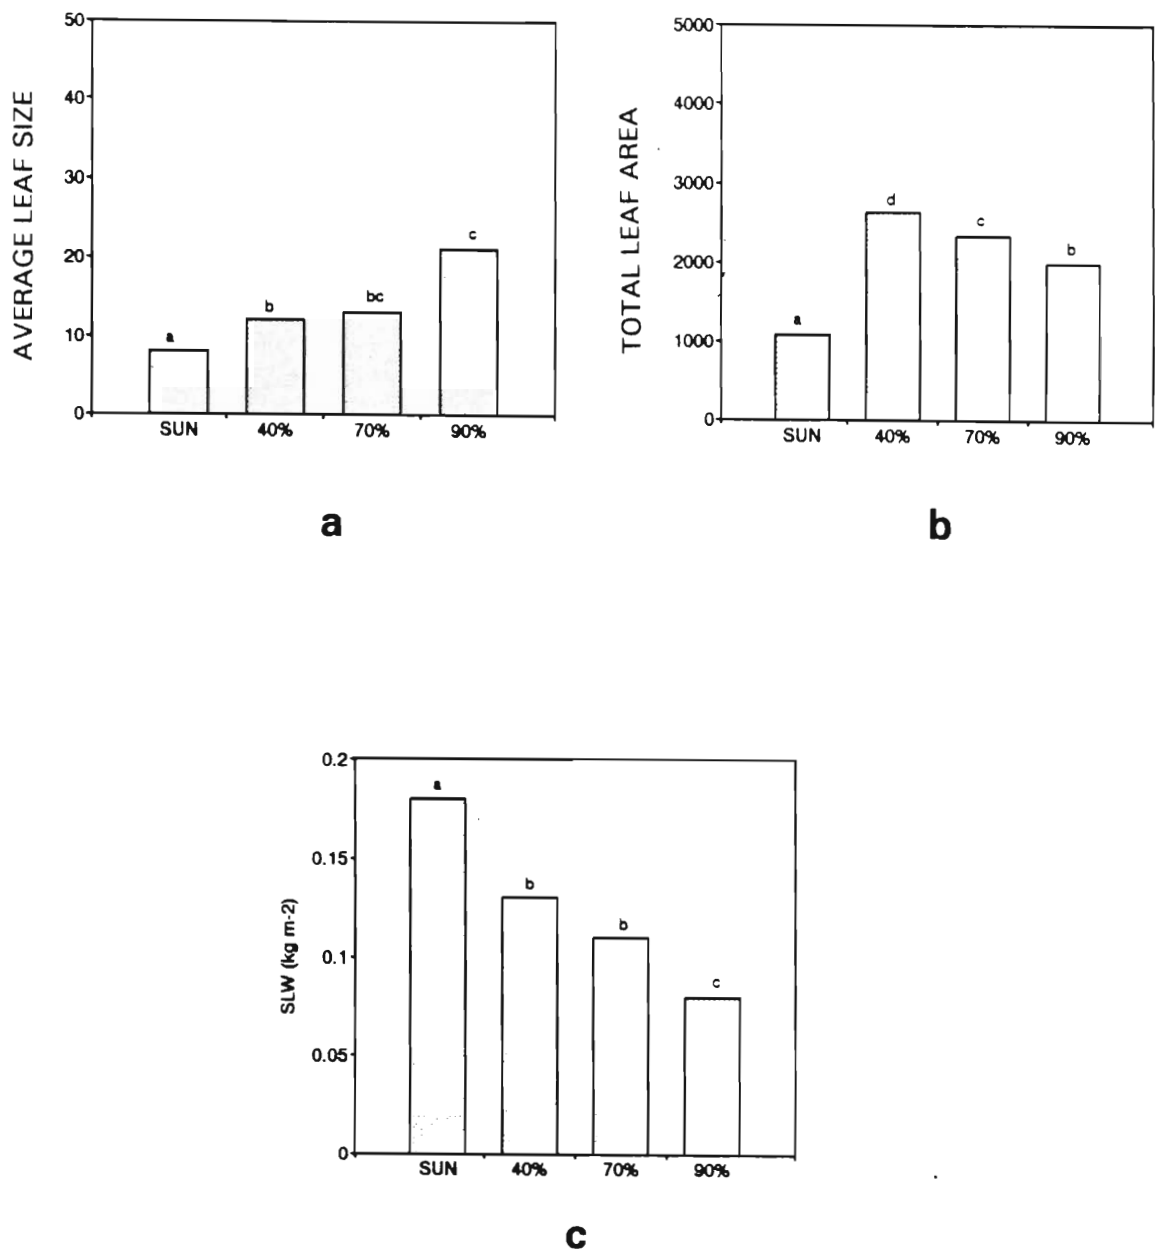 AVERAGE LEAF SIZE
50
40
30
20
10
0
a
b
bc
c
SUN 40% 70% 90%
a
TOTAL LEAF AREA
5000
4000
3000
2000
1000
0
a
d
c
b
SUN 40% 70% 90%
b
SLW (kg m-2)
0.2
0.15
0.1
0.05
0
a
b
b
c
SUN 40% 70% 90%
c